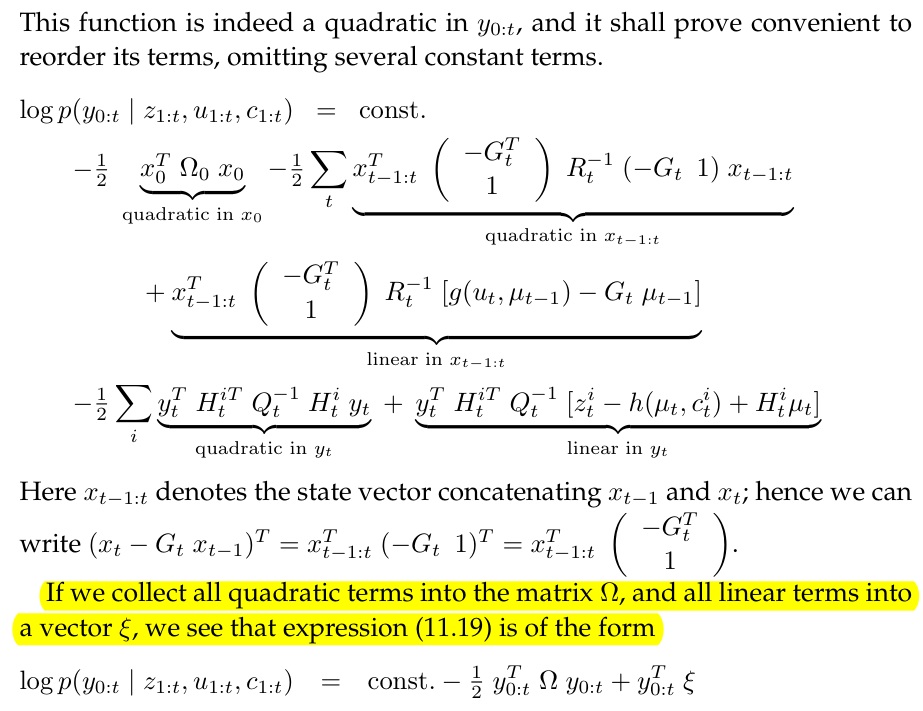 This function is indeed a quadratic in $y_{0:t}$, and it shall prove convenient to
reorder its terms, omitting several constant terms.
$\log p(y_{0:t} \mid z_{1:t}, u_{1:t}, c_{1:t}) \;=\; \text{const.}$
$-\frac{1}{2} \underbrace{x_0^T \; \Omega_0 \; x_0}_{\text{quadratic in } x_0} -\frac{1}{2} \sum_t \underbrace{x_{t-1:t}^T \begin{pmatrix} -G_t^T \\ 1 \end{pmatrix} R_t^{-1} \; (-G_t \;\; 1) \; x_{t-1:t}}_{\text{quadratic in } x_{t-1:t}}$
$+ \underbrace{x_{t-1:t}^T \begin{pmatrix} -G_t^T \\ 1 \end{pmatrix} R_t^{-1} \; [g(u_t, \mu_{t-1}) - G_t \; \mu_{t-1}]}_{\text{linear in } x_{t-1:t}}$
$-\frac{1}{2} \sum_i \underbrace{y_t^T \; H_t^{iT} \; Q_t^{-1} \; H_t^i \; y_t}_{\text{quadratic in } y_t} + \underbrace{y_t^T \; H_t^{iT} \; Q_t^{-1} \; [z_t^i - h(\mu_t, c_t^i) + H_t^i \mu_t]}_{\text{linear in } y_t}$
Here $x_{t-1:t}$ denotes the state vector concatenating $x_{t-1}$ and $x_t$; hence we can
write $(x_t - G_t \; x_{t-1})^T = x_{t-1:t}^T \; (-G_t \;\; 1)^T = x_{t-1:t}^T \begin{pmatrix} -G_t^T \\ 1 \end{pmatrix}$.
If we collect all quadratic terms into the matrix $\Omega$, and all linear terms into
a vector $\xi$, we see that expression (11.19) is of the form
$\log p(y_{0:t} \mid z_{1:t}, u_{1:t}, c_{1:t}) \;=\; \text{const.} - \frac{1}{2} \; y_{0:t}^T \; \Omega \; y_{0:t} + y_{0:t}^T \; \xi$